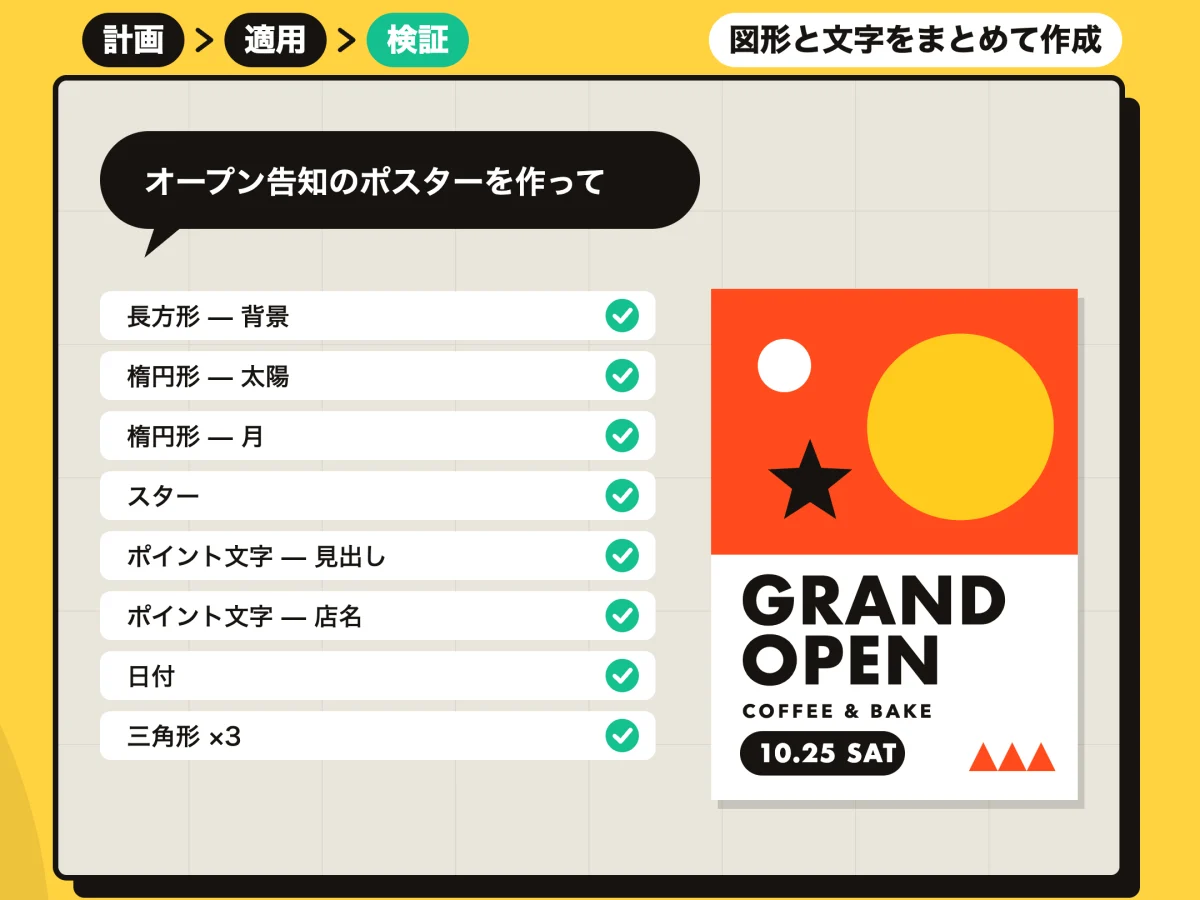 計画 > 適用 > 検証
図形と文字をまとめて作成
オープン告知のポスターを作って
長方形 — 背景
楕円形 — 太陽
楕円形 — 月
スター
ポイント文字 — 見出し
ポイント文字 — 店名
日付
三角形 ×3
GRAND
OPEN
COFFEE & BAKE
10.25 SAT